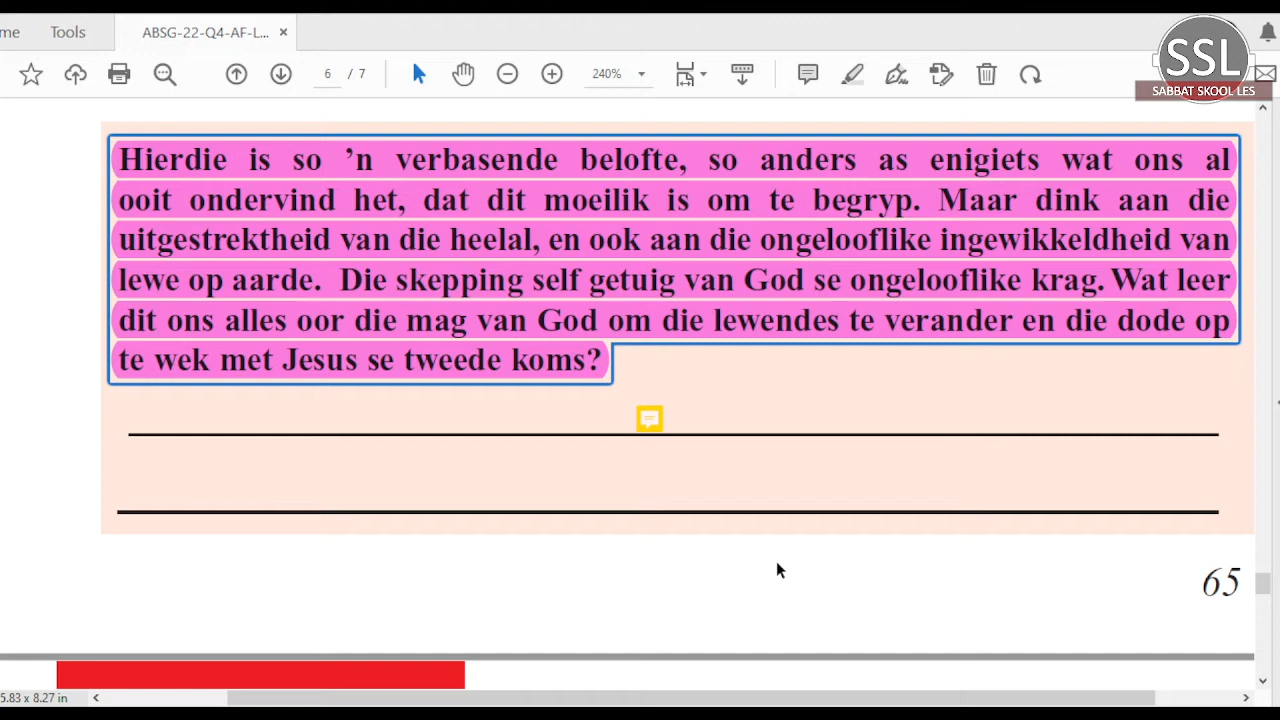 me Tools ABSG-22-Q4-AF-L... ×
SSL
SABBAT SKOOL LES
6 / 7 240%
Hierdie is so ’n verbasende belofte, so anders as enigiets wat ons al
ooit ondervind het, dat dit moeilik is om te begryp. Maar dink aan die
uitgestrektheid van die heelal, en ook aan die ongelooflike ingewikkeldheid van
lewe op aarde. Die skepping self getuig van God se ongelooflike krag. Wat leer
dit ons alles oor die mag van God om die lewendes te verander en die dode op
te wek met Jesus se tweede koms?
65
5.83 x 8.27 in